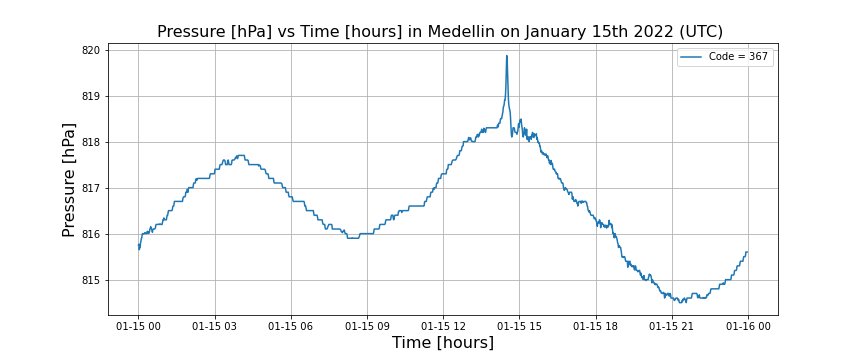 Pressure [hPa] vs Time [hours] in Medellin on January 15th 2022 (UTC)
Code = 367
820
819
818
817
816
815
Pressure [hPa]
01-15 00 01-15 03 01-15 06 01-15 09 01-15 12 01-15 15 01-15 18 01-15 21 01-16 00
Time [hours]